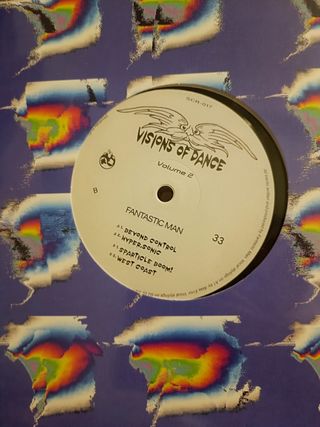 SCR-017
VISIONS OF DANCE
Volume 2
B
FANTASTIC MAN
33
A1. BEYOND CONTROL
A2. HYPERSONIC
B1. SPARTICLE BOOM!
B2. WEST COAST